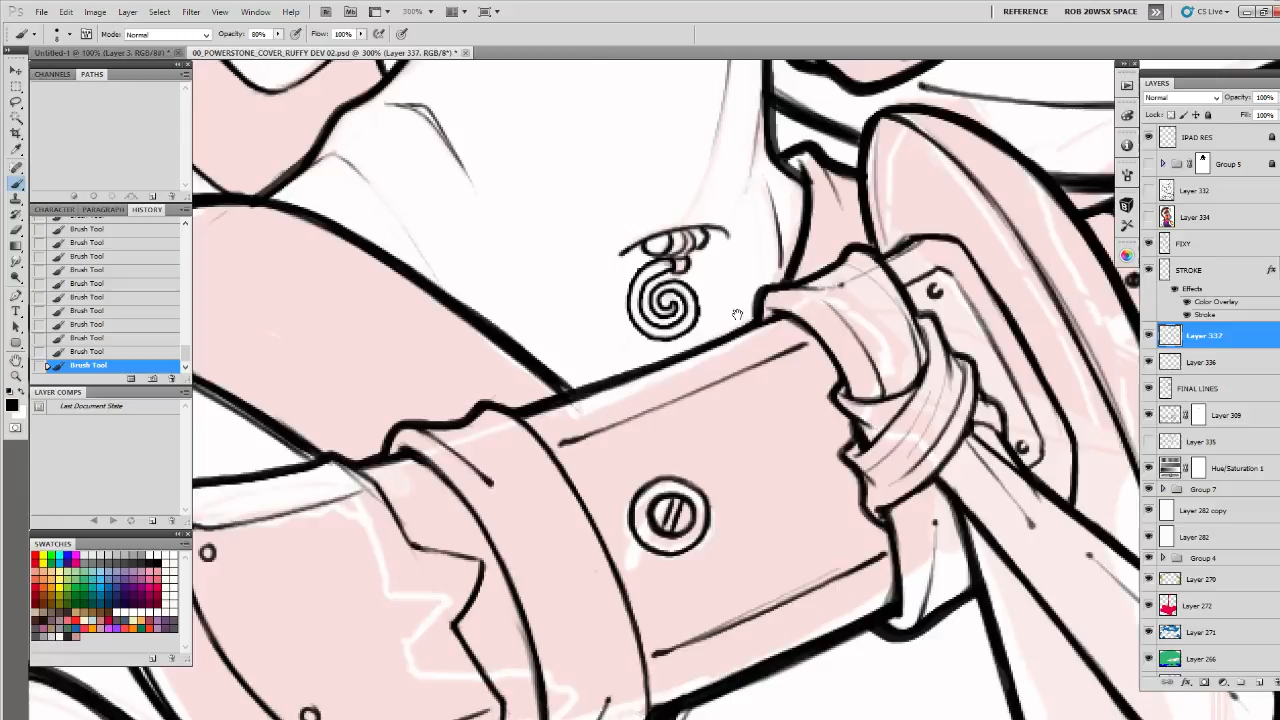 Ps File Edit Image Layer Select Filter View Window Help Br Mb 300% REFERENCE ROB 20WSX SPACE CS Live
8 Mode: Normal Opacity: 80% Flow: 100%
Untitled-1 @ 100% (Layer 3, RGB/8#) * 00_POWERSTONE_COVER_RUFFY DEV 02.psd @ 300% (Layer 337, RGB/8*) *
CHANNELS PATHS
CHARACTER PARAGRAPH HISTORY
Brush Tool
Brush Tool
Brush Tool
Brush Tool
Brush Tool
Brush Tool
Brush Tool
Brush Tool
Brush Tool
Brush Tool
Brush Tool
LAYER COMPS
Last Document State
SWATCHES
LAYERS
Normal Opacity: 100%
Lock: Fill: 100%
IPAD RES
Group 5
Layer 332
Layer 334
FIXY
STROKE fx
Effects
Color Overlay
Stroke
Layer 337
Layer 336
FINAL LINES
Layer 309
Layer 335
Hue/Saturation 1
Group 7
Layer 282 copy
Layer 282
Group 4
Layer 270
Layer 272
Layer 271
Layer 266